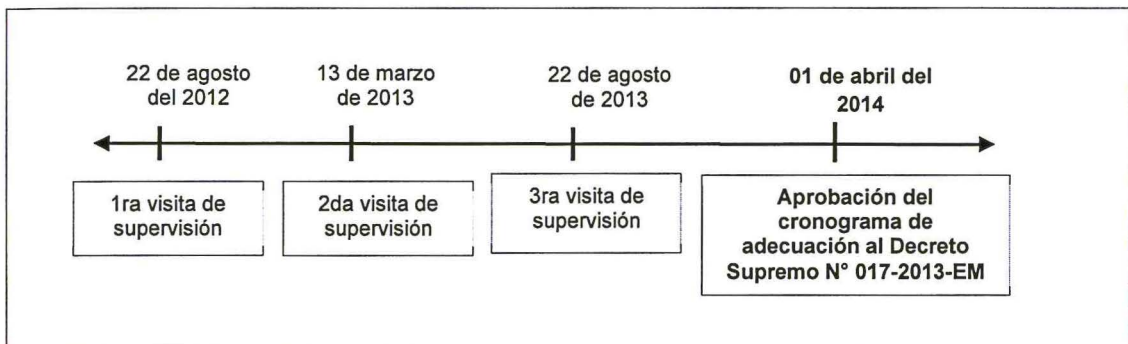 22 de agosto
del 2012
13 de marzo
de 2013
22 de agosto
de 2013
01 de abril del
2014
1ra visita de
supervisión
2da visita de
supervisión
3ra visita de
supervisión
Aprobación del
cronograma de
adecuación al Decreto
Supremo N° 017-2013-EM